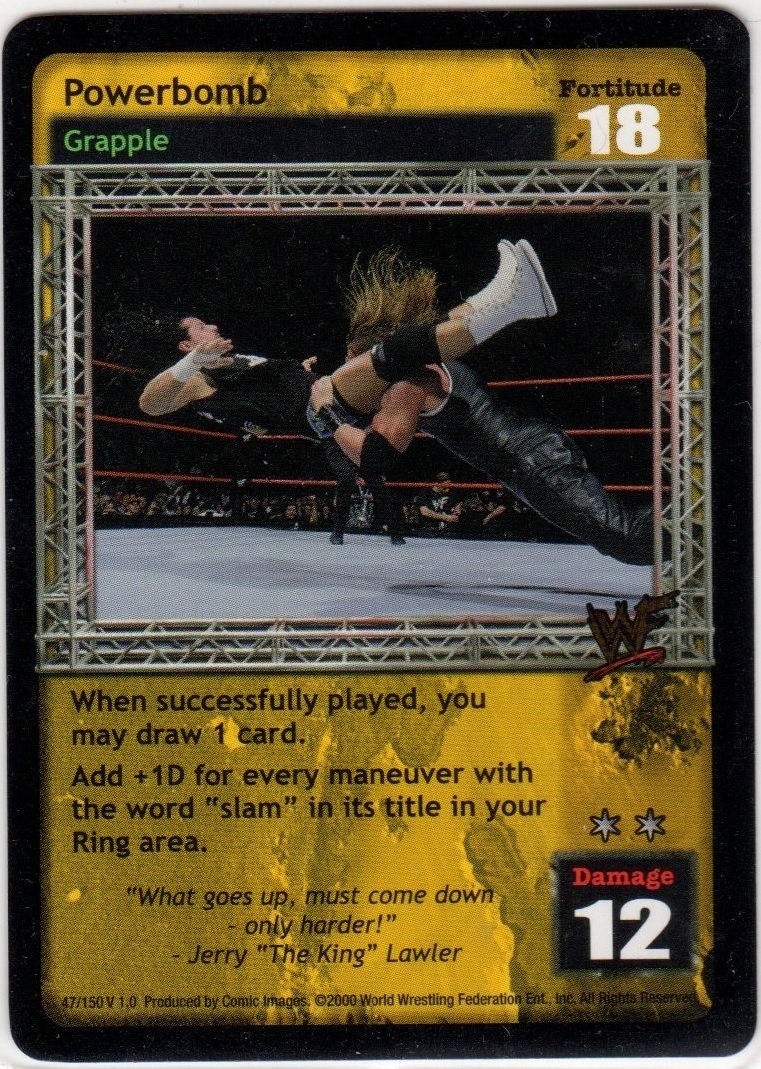 Powerbomb
Fortitude
18
Grapple
WF
When successfully played, you
may draw 1 card.
Add +1D for every maneuver with
the word "slam" in its title in your
Ring area.
Damage
12
"What goes up, must come down
- only harder!"
- Jerry "The King" Lawler
47/150 V 1.0 Produced by Comic Images. ©2000 World Wrestling Federation Ent., Inc. All Rights Reserved